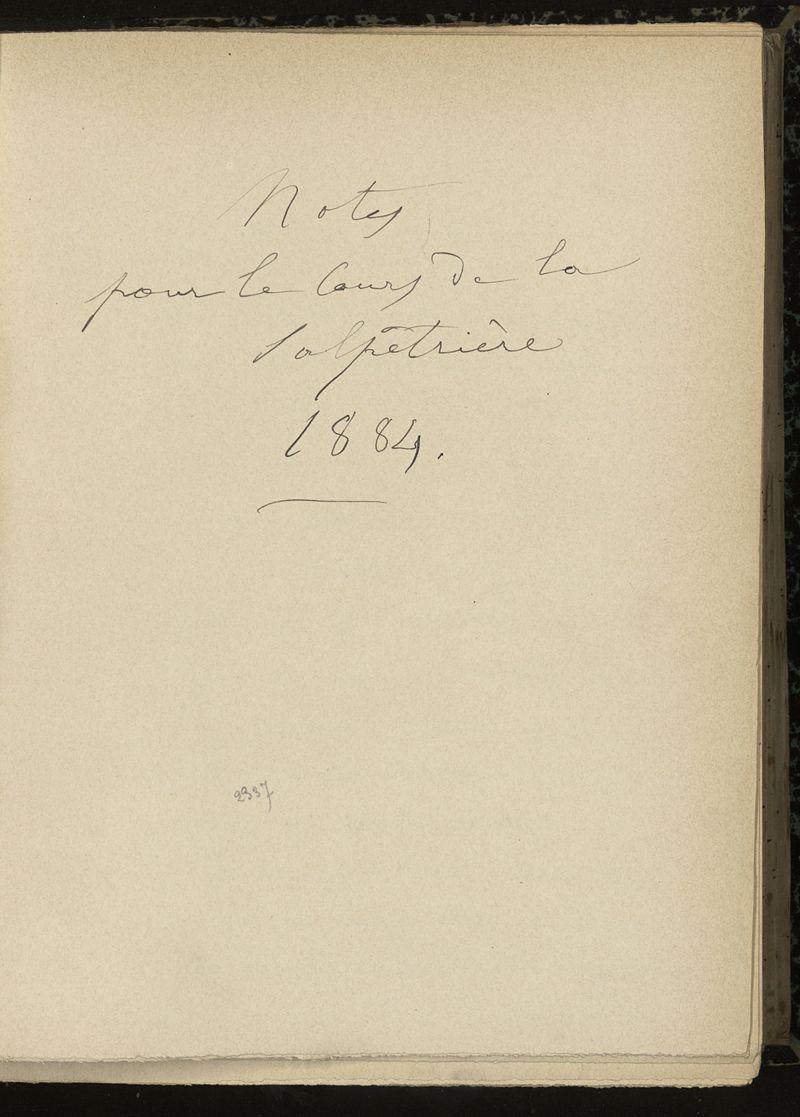 Notes
pour le Cours de la
Salpêtrière
1884.
2337